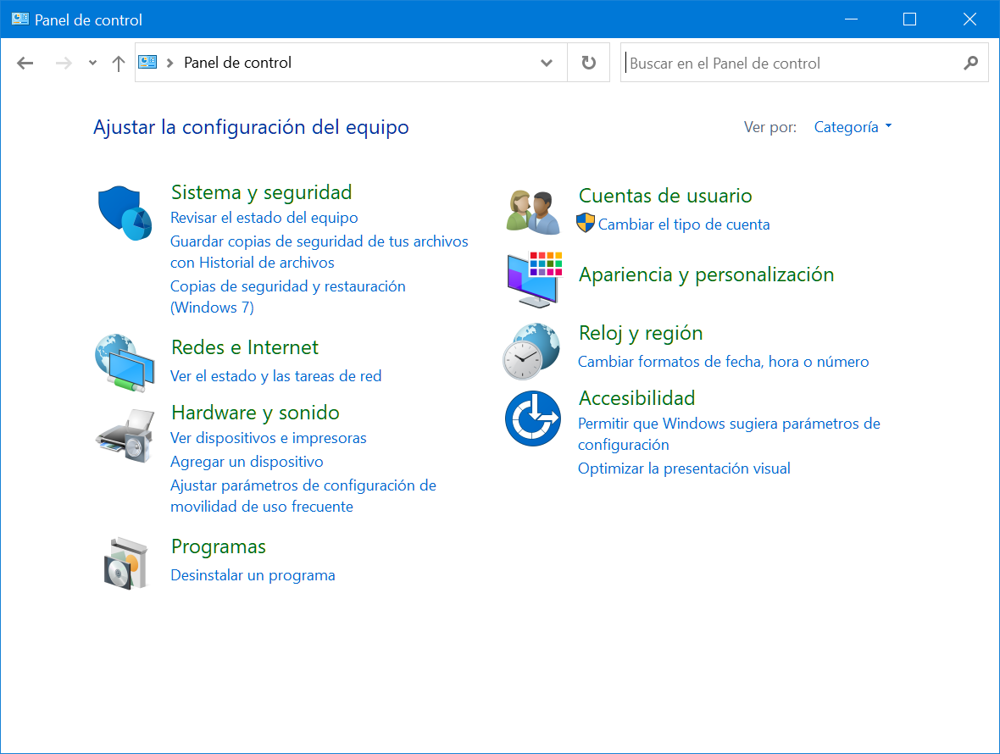 Panel de control
Panel de control
Buscar en el Panel de control
Ajustar la configuración del equipo
Ver por: Categoría
Sistema y seguridad
Revisar el estado del equipo
Guardar copias de seguridad de tus archivos
con Historial de archivos
Copias de seguridad y restauración
(Windows 7)
Redes e Internet
Ver el estado y las tareas de red
Hardware y sonido
Ver dispositivos e impresoras
Agregar un dispositivo
Ajustar parámetros de configuración de
movilidad de uso frecuente
Programas
Desinstalar un programa
Cuentas de usuario
Cambiar el tipo de cuenta
Apariencia y personalización
Reloj y región
Cambiar formatos de fecha, hora o número
Accesibilidad
Permitir que Windows sugiera parámetros de
configuración
Optimizar la presentación visual